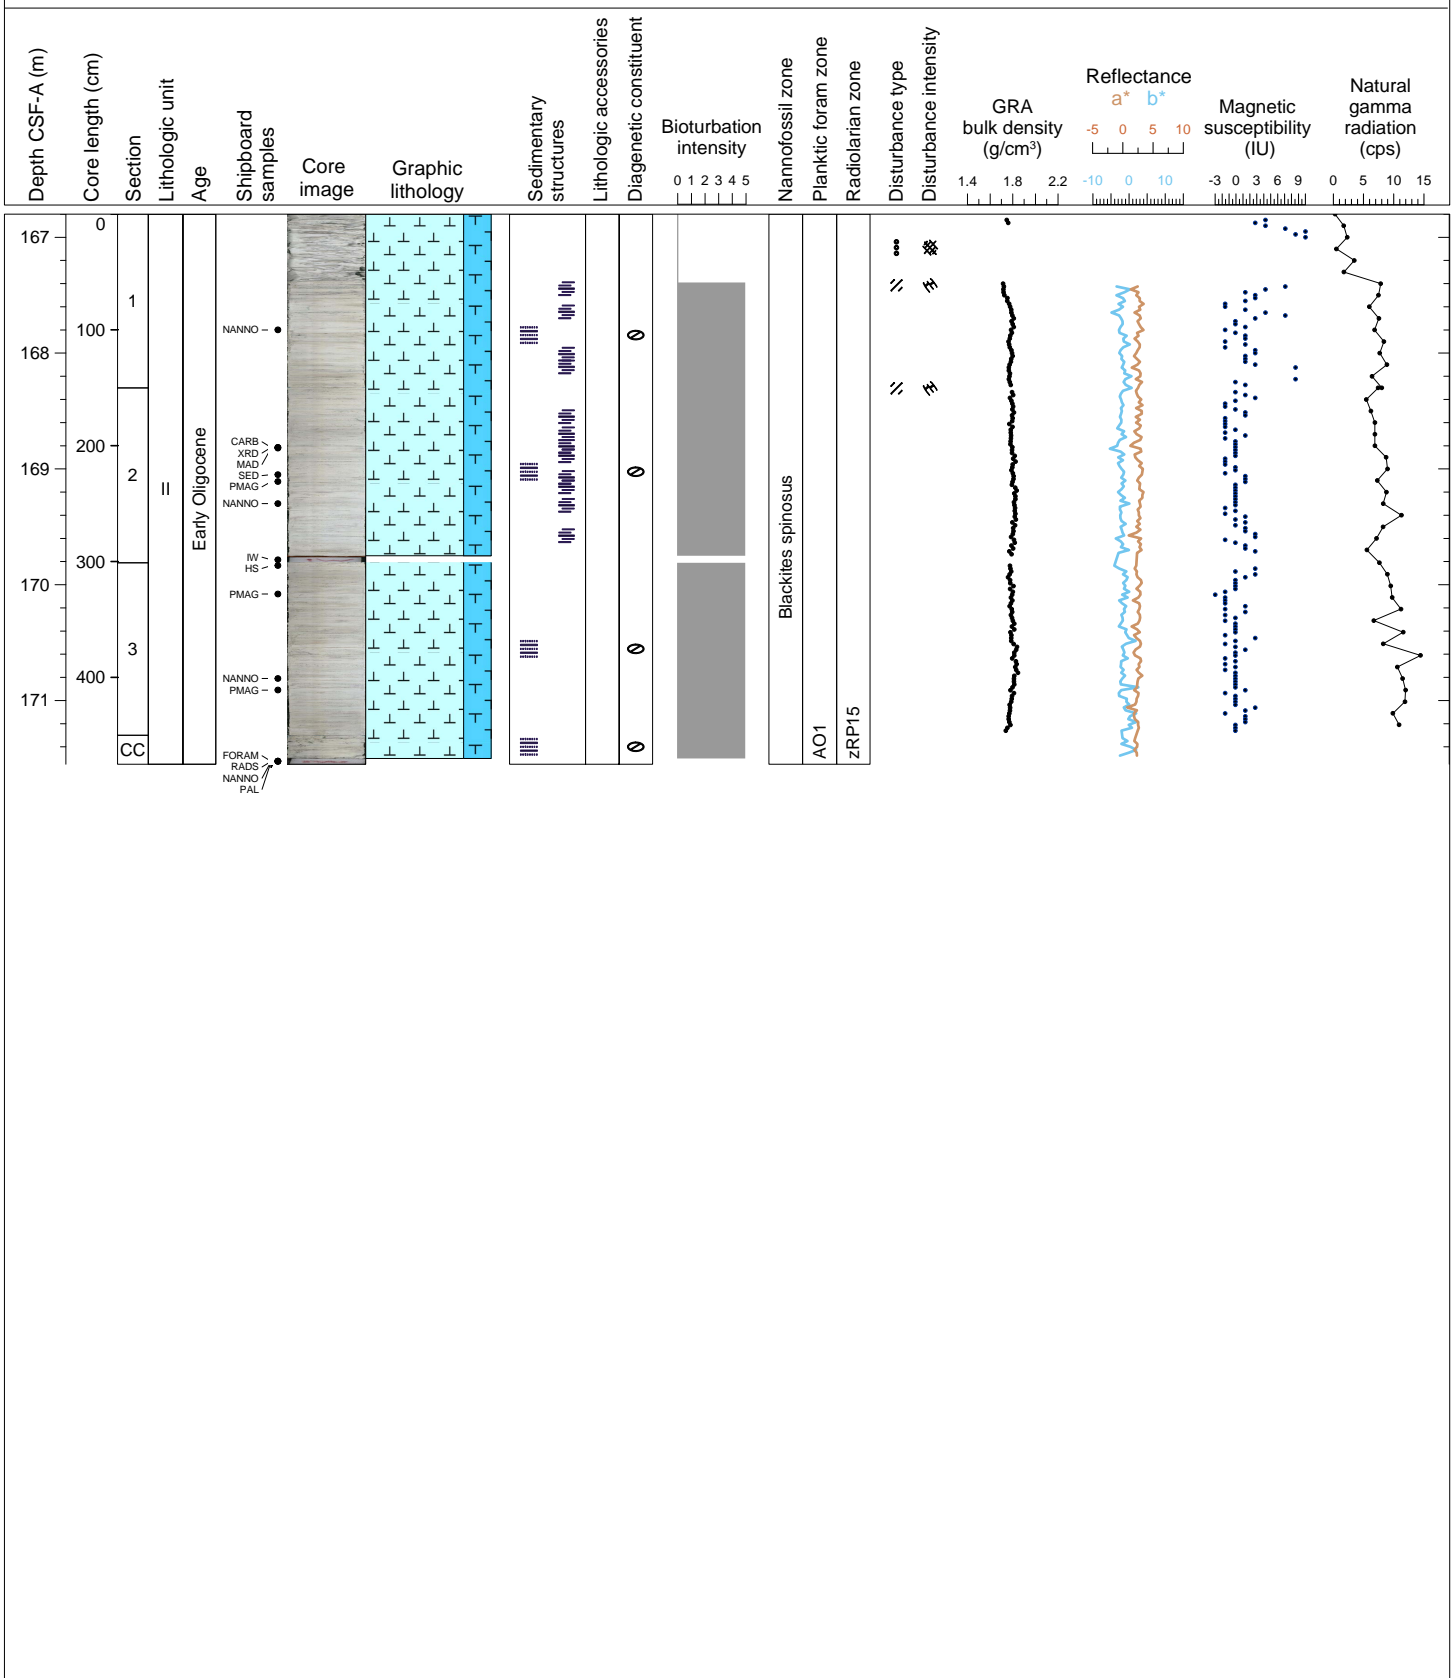 Depth CSF-A (m)
Core length (cm)
Section
Lithologic unit
Age
Shipboard
samples
Core
image
Graphic
lithology
Sedimentary
structures
Lithologic accessories
Diagenetic constituent
Bioturbation
intensity
0 1 2 3 4 5
Nannofossil zone
Planktic foram zone
Radiolarian zone
Disturbance type
Disturbance intensity
GRA
bulk density
(g/cm³)
1.4 1.8 2.2
Reflectance
a* b*
-5 0 5 10
-10 0 10
Magnetic
susceptibility
(IU)
-3 0 3 6 9
Natural
gamma
radiation
(cps)
0 5 10 15
167
168
169
170
171
0
100
200
300
400
1
2
3
CC
II
Early Oligocene
NANNO
CARB
XRD
MAD
SED
PMAG
NANNO
IW
HS
PMAG
NANNO
PMAG
FORAM
RADS
NANNO
PAL
Blackites spinosus
AO1
zRP15